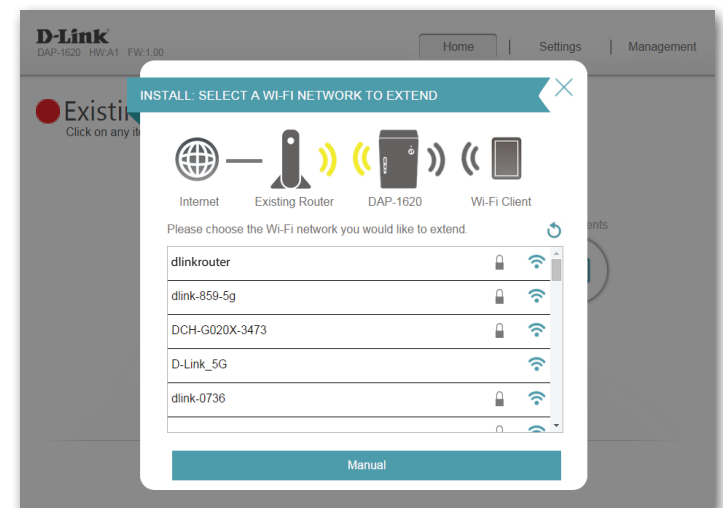 D-Link
DAP-1620 HW:A1 FW:1.00
Home | Settings | Management
INSTALL: SELECT A WI-FI NETWORK TO EXTEND
Existi
Click on any ite
Internet Existing Router DAP-1620 Wi-Fi Client
Please choose the Wi-Fi network you would like to extend.
ents
dlinkrouter
dlink-859-5g
DCH-G020X-3473
D-Link_5G
dlink-0736
Manual